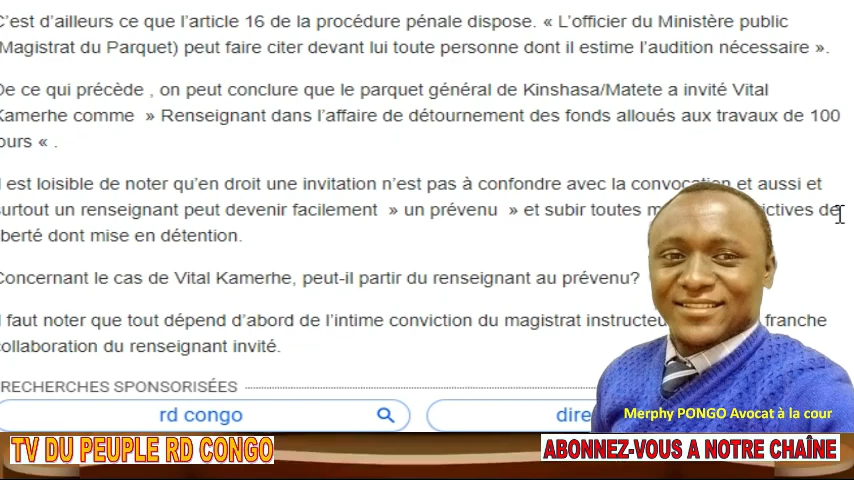 C'est d'ailleurs ce que l'article 16 de la procédure pénale dispose. « L'officier du Ministère public
Magistrat du Parquet) peut faire citer devant lui toute personne dont il estime l'audition nécessaire ».
De ce qui précède , on peut conclure que le parquet général de Kinshasa/Matete a invité Vital
Kamerhe comme » Renseignant dans l'affaire de détournement des fonds alloués aux travaux de 100
ours « .
l est loisible de noter qu'en droit une invitation n'est pas à confondre avec la convocation et aussi et
surtout un renseignant peut devenir facilement » un prévenu » et subir toutes ictives de
iberté dont mise en détention.
Concernant le cas de Vital Kamerhe, peut-il partir du renseignant au prévenu?
l faut noter que tout dépend d'abord de l'intime conviction du magistrat instructeu franche
collaboration du renseignant invité.
RECHERCHES SPONSORISÉES
rd congo
dire
Merphy PONGO Avocat à la cour
TV DU PEUPLE RD CONGO
ABONNEZ-VOUS A NOTRE CHAÎNE